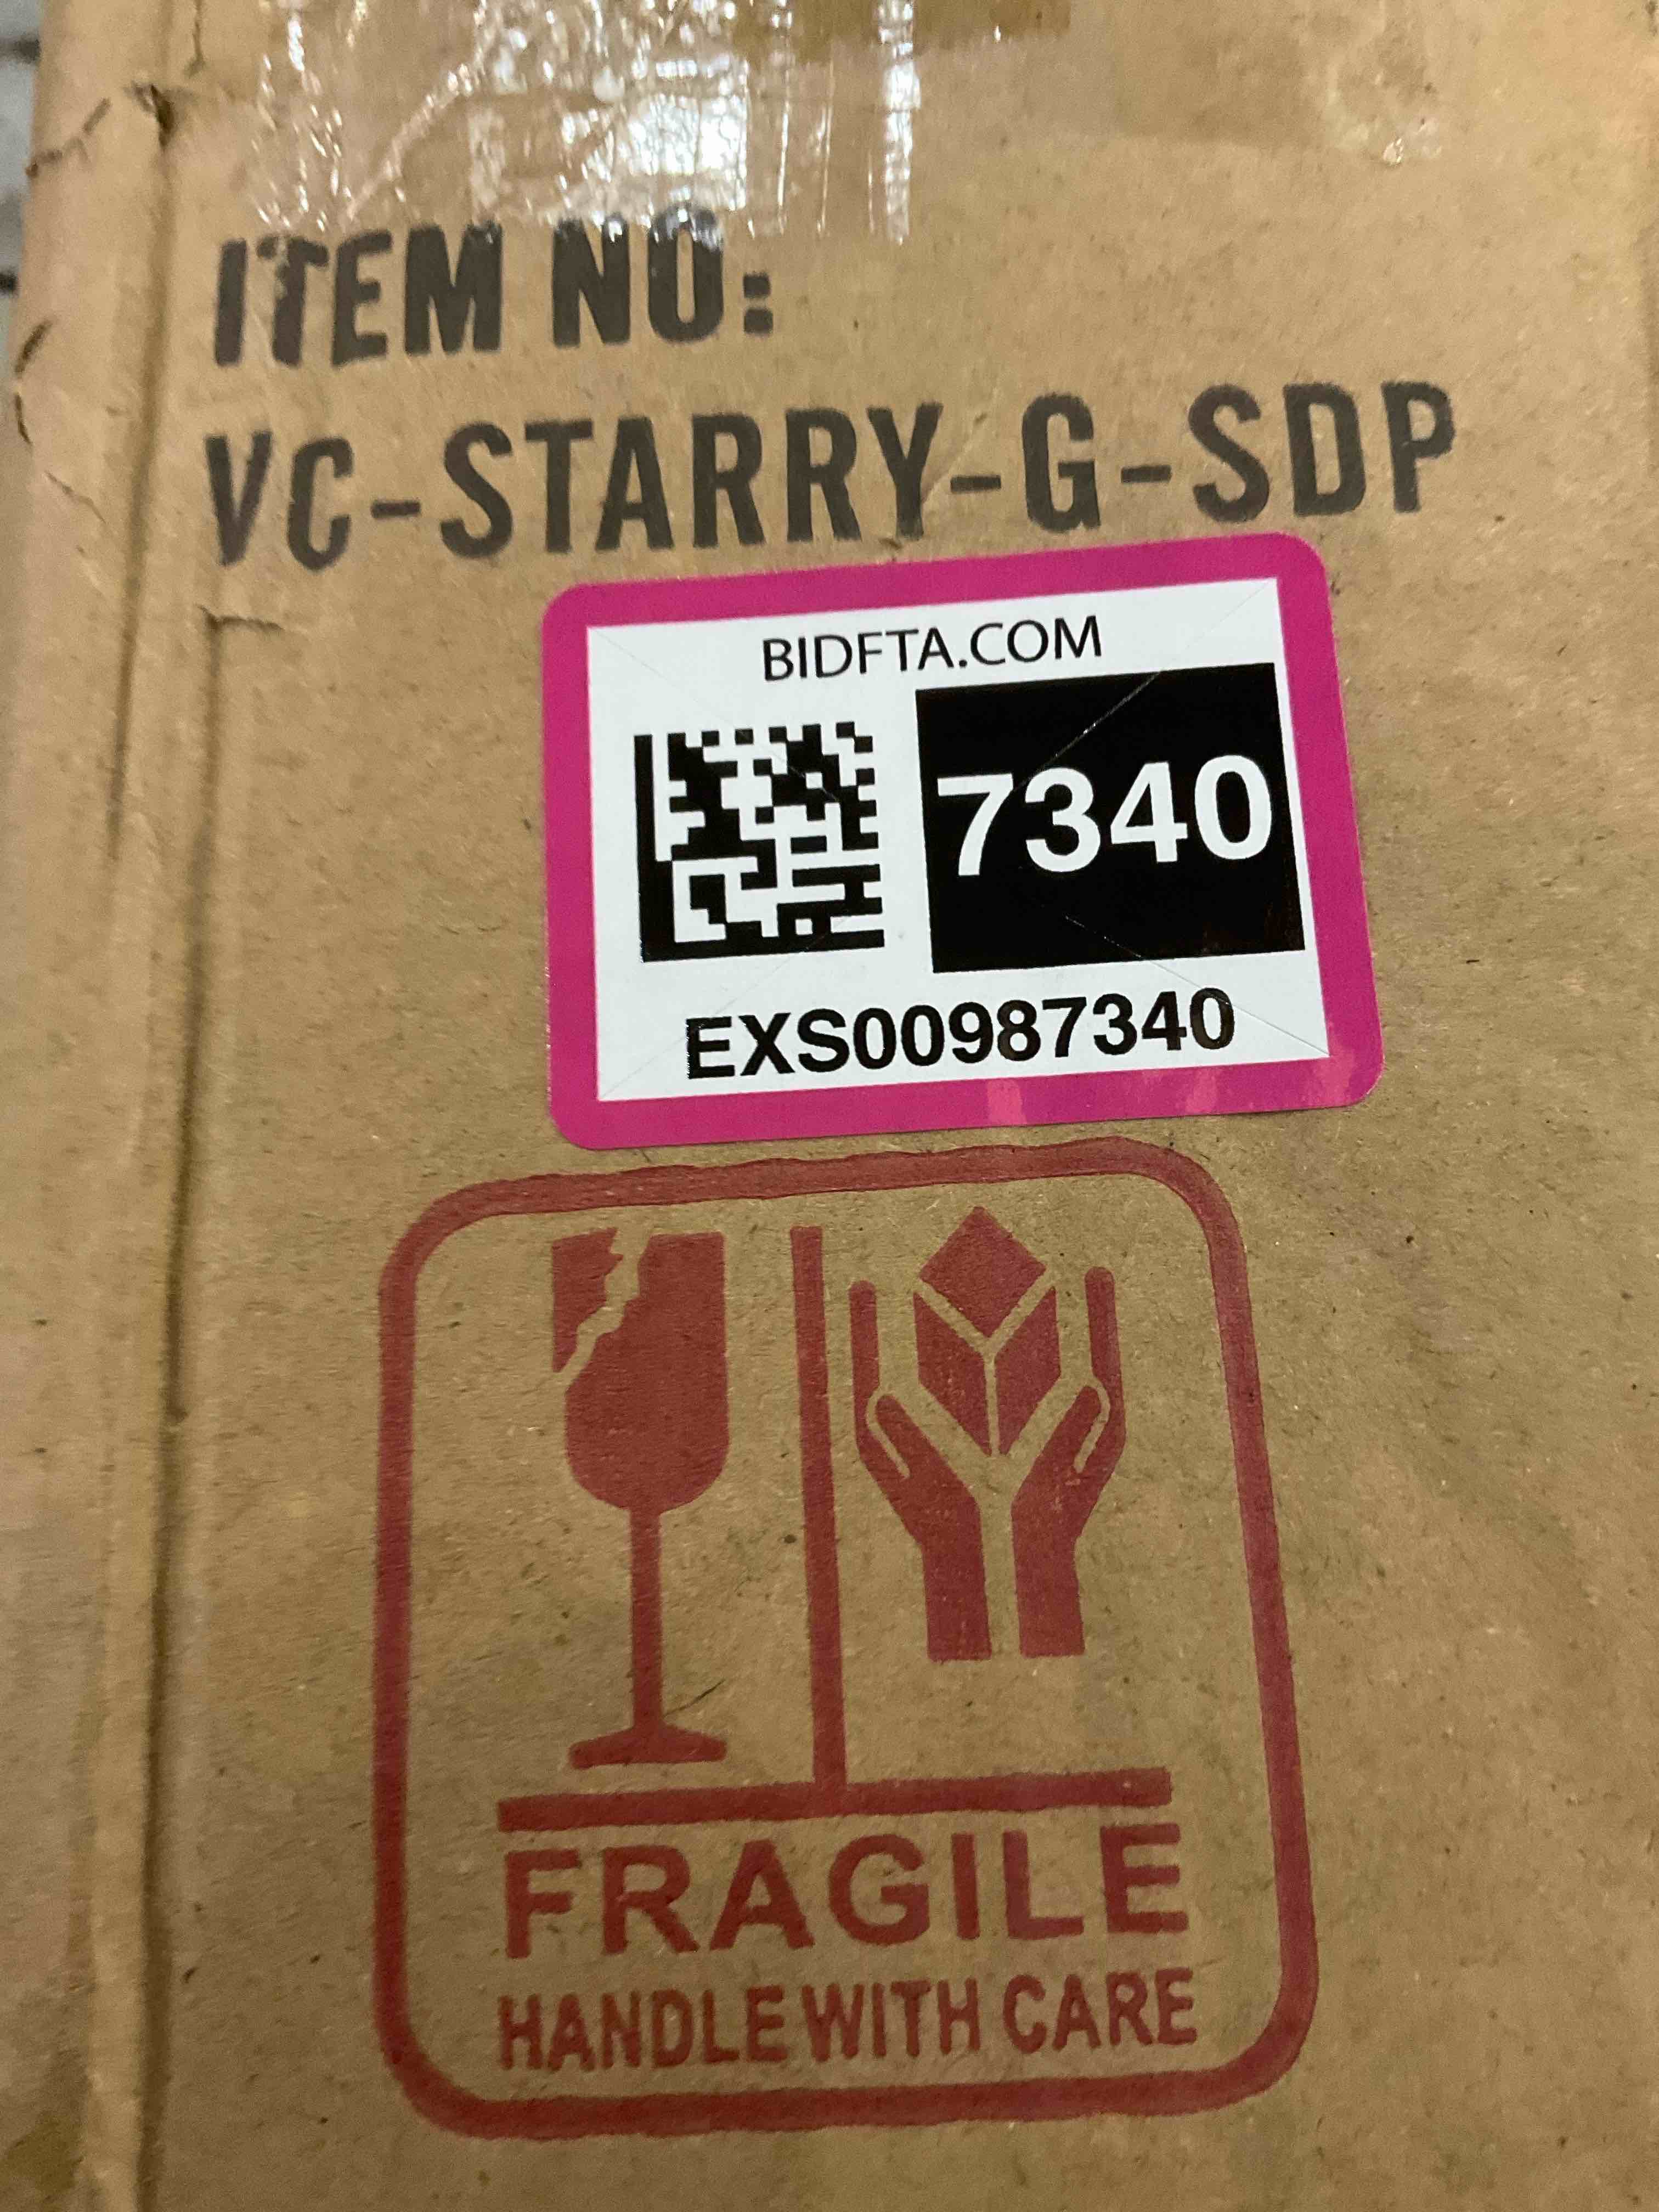 ITEM NO:
VC-STARRY-G-SDP
BIDFTA.COM
7340
EXS00987340
FRAGILE
HANDLE WITH CARE